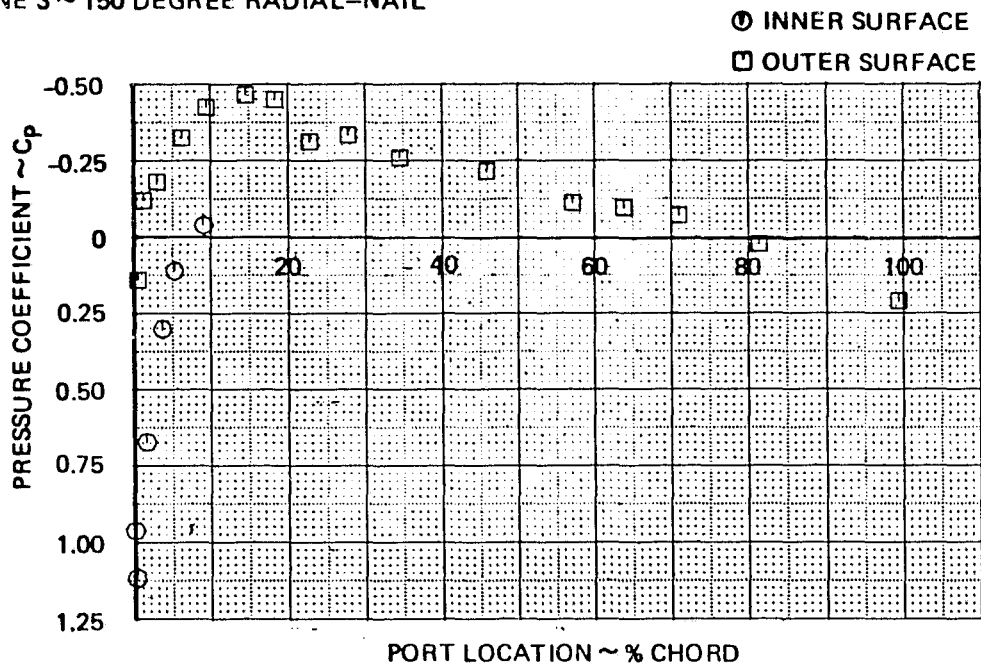 3 ~ 150 DEGREE RADIAL-NAIL
INNER SURFACE
OUTER SURFACE
PRESSURE COEFFICIENT ~ Cp
-0.50
-0.25
0
0.25
0.50
0.75
1.00
1.25
20
40
60
80
100
PORT LOCATION ~ % CHORD